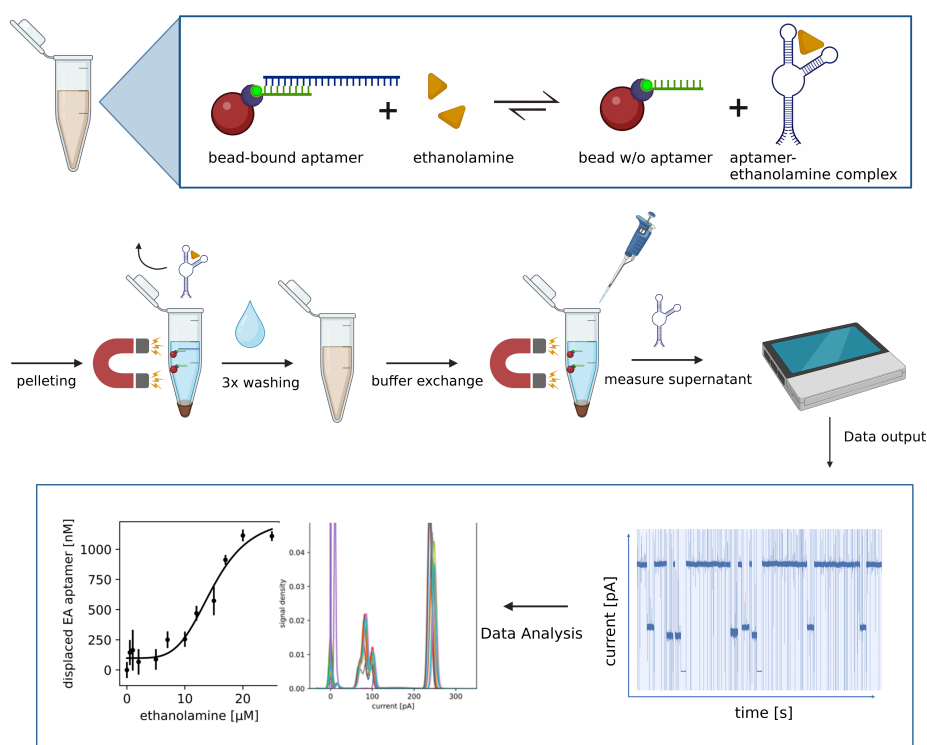 +
+
bead-bound aptamer
ethanolamine
bead w/o aptamer
aptamer-
ethanolamine complex
pelleting
3x washing
buffer exchange
measure supernatant
Data output
displaced EA aptamer [nM]
1000
750
500
250
0
0
10
20
ethanolamine [µM]
signal density
0.04
0.03
0.02
0.01
0.00
0
100
200
300
current [pA]
Data Analysis
current [pA]
time [s]